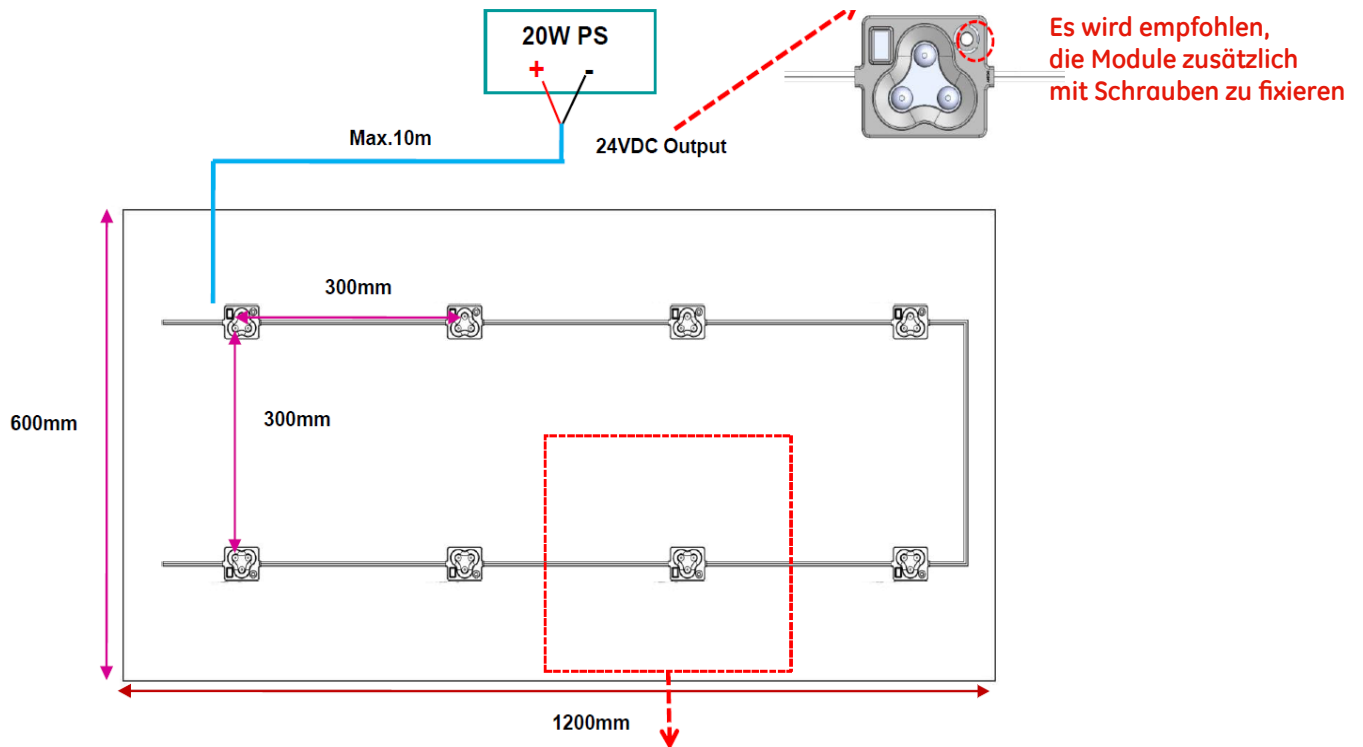 20W PS
+ -
Es wird empfohlen,
die Module zusätzlich
mit Schrauben zu fixieren
Max.10m
24VDC Output
300mm
300mm
600mm
1200mm